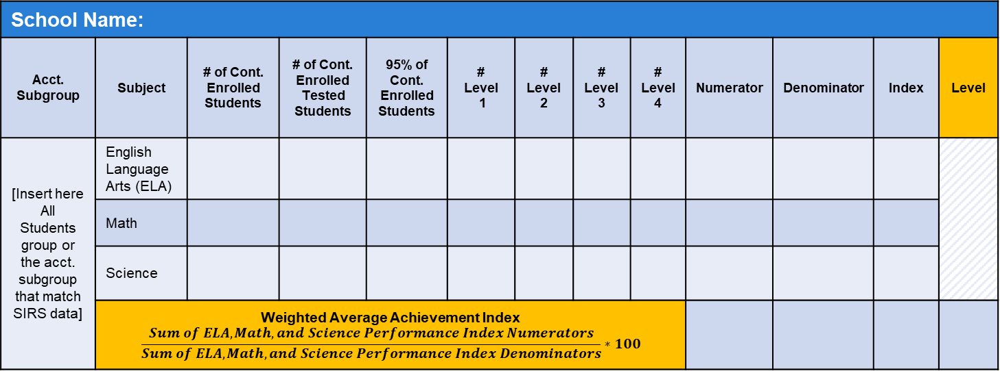 School Name:
Acct.
Subgroup
Subject
# of Cont.
Enrolled
Students
# of Cont.
Enrolled
Tested
Students
95% of
Cont.
Enrolled
Students
#
Level
1
#
Level
2
#
Level
3
#
Level
4
Numerator
Denominator
Index
Level
[Insert here
All
Students
group or
the acct.
subgroup
that match
SIRS data]
English
Language
Arts (ELA)
Math
Science
Weighted Average Achievement Index
Sum of ELA,Math,and Science Performance Index Numerators
Sum of ELA,Math,and Science Performance Index Denominators
* 100